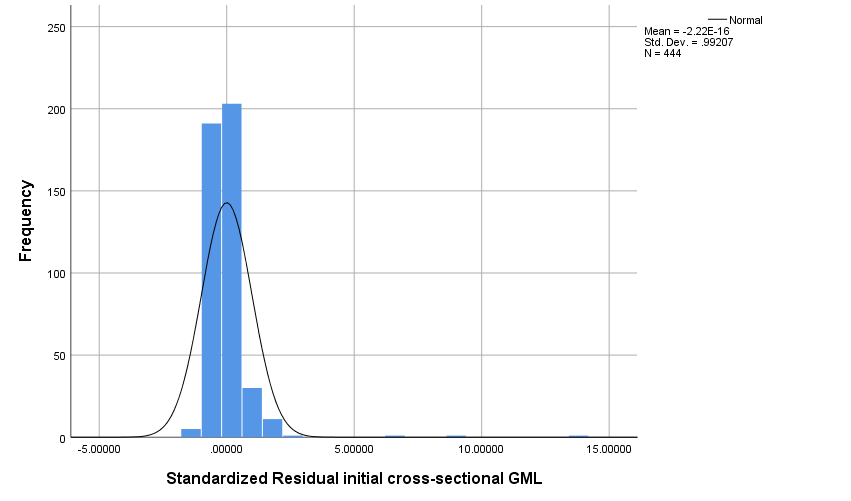 Normal
Mean = -2.22E-16
Std. Dev. = .99207
N = 444
Frequency
250
200
150
100
50
0
-5.00000 .00000 5.00000 10.00000 15.00000
Standardized Residual initial cross-sectional GML